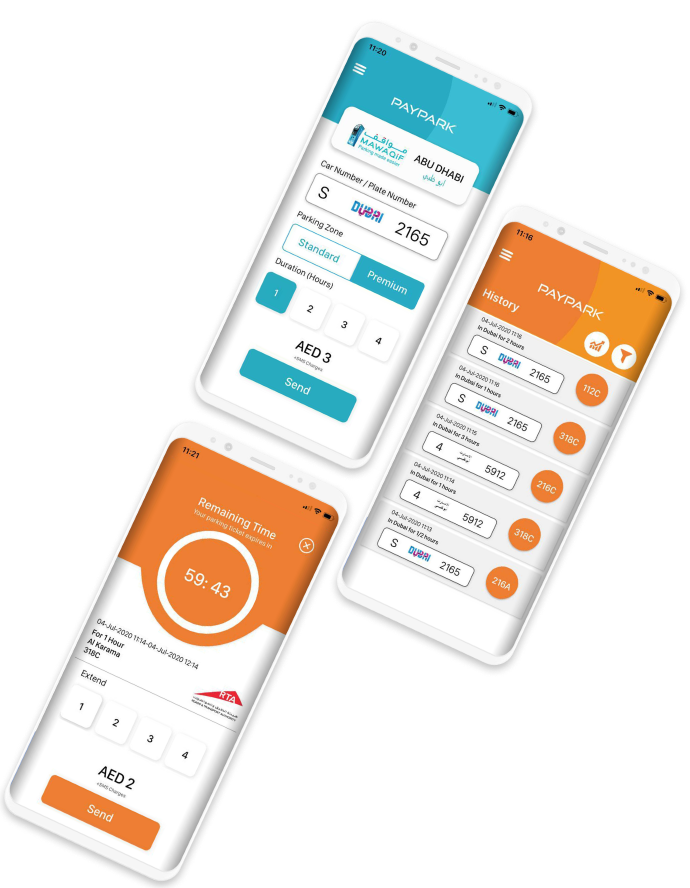 11:20
PAYPARK
مواقف
MAWAQiF
Parking made easier
ABU DHABI
أبو ظبي
Car Number / Plate Number
S DUBAI 2165
Parking Zone
Standard Premium
Duration (Hours)
1 2 3 4
AED 3
+SMS Charges
Send
11:16
PAYPARK
History
04-Jul-2020 11:16
In Dubai for 2 hours
S DUBAI 2165
112C
04-Jul-2020 11:16
In Dubai for 1 hours
S DUBAI 2165
318C
04-Jul-2020 11:15
In Dubai for 3 hours
4 5912
216C
04-Jul-2020 11:14
In Dubai for 1 hours
4 5912
318C
04-Jul-2020 11:13
In Dubai for 1/2 hours
S DUBAI 2165
216A
11:21
Remaining Time
Your parking ticket expires in
59: 43
04-Jul-2020 11:14-04-Jul-2020 12:14
For 1 Hour
Al Karama
318C
RTA
ROADS & TRANSPORT AUTHORITY
Extend
1 2 3 4
AED 2
+SMS Charges
Send